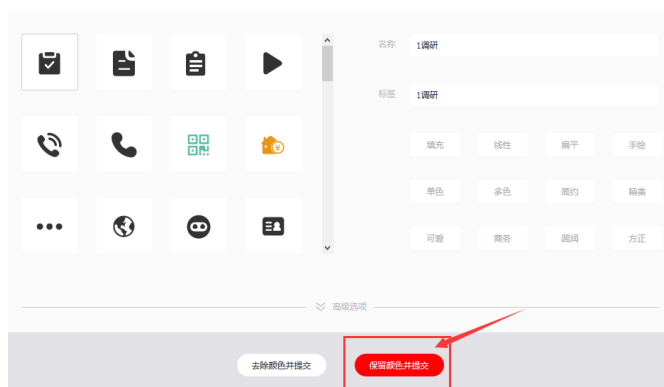 名称 1调研
标签 1调研
填充 线性 扁平 手绘
单色 多色 简约 精美
可爱 商务 圆润 方正
高级选项
去除颜色并提交 保留颜色并提交